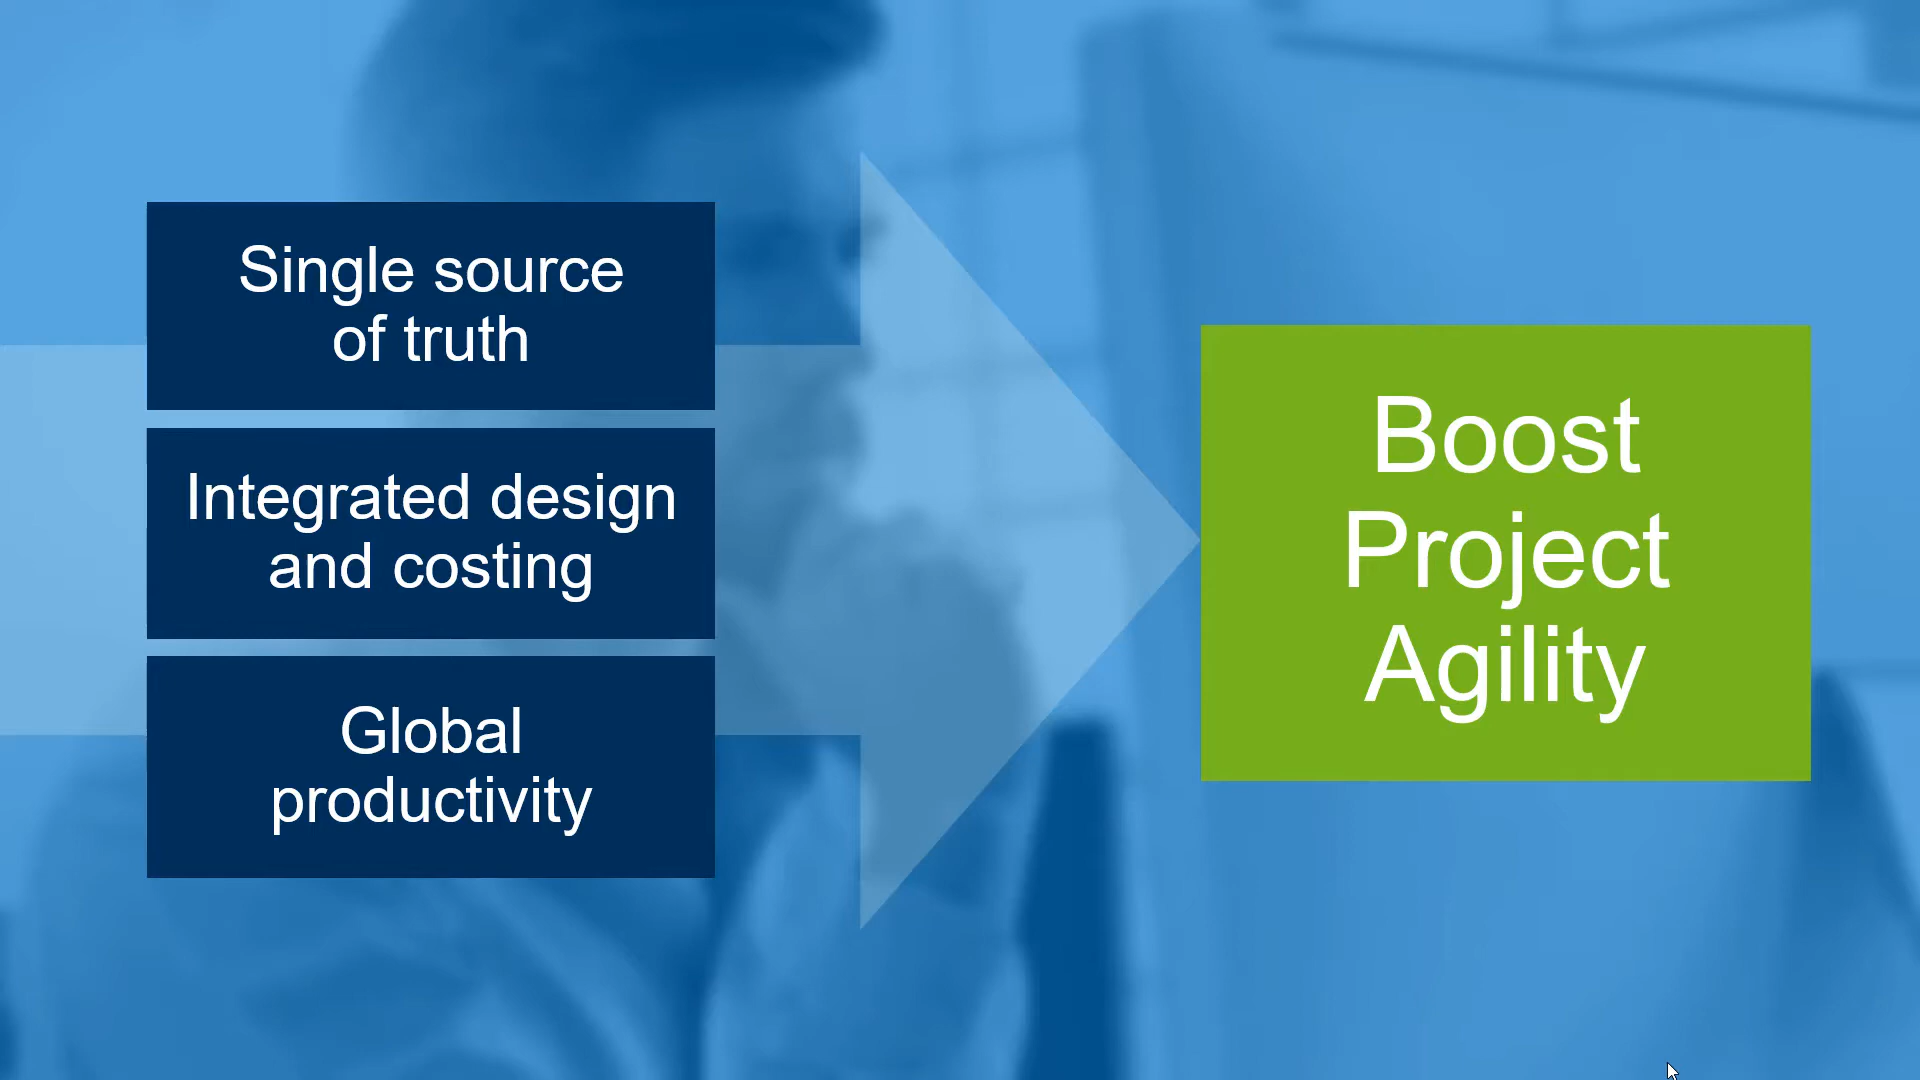 Single source
of truth
Integrated design
and costing
Global
productivity
Boost
Project
Agility